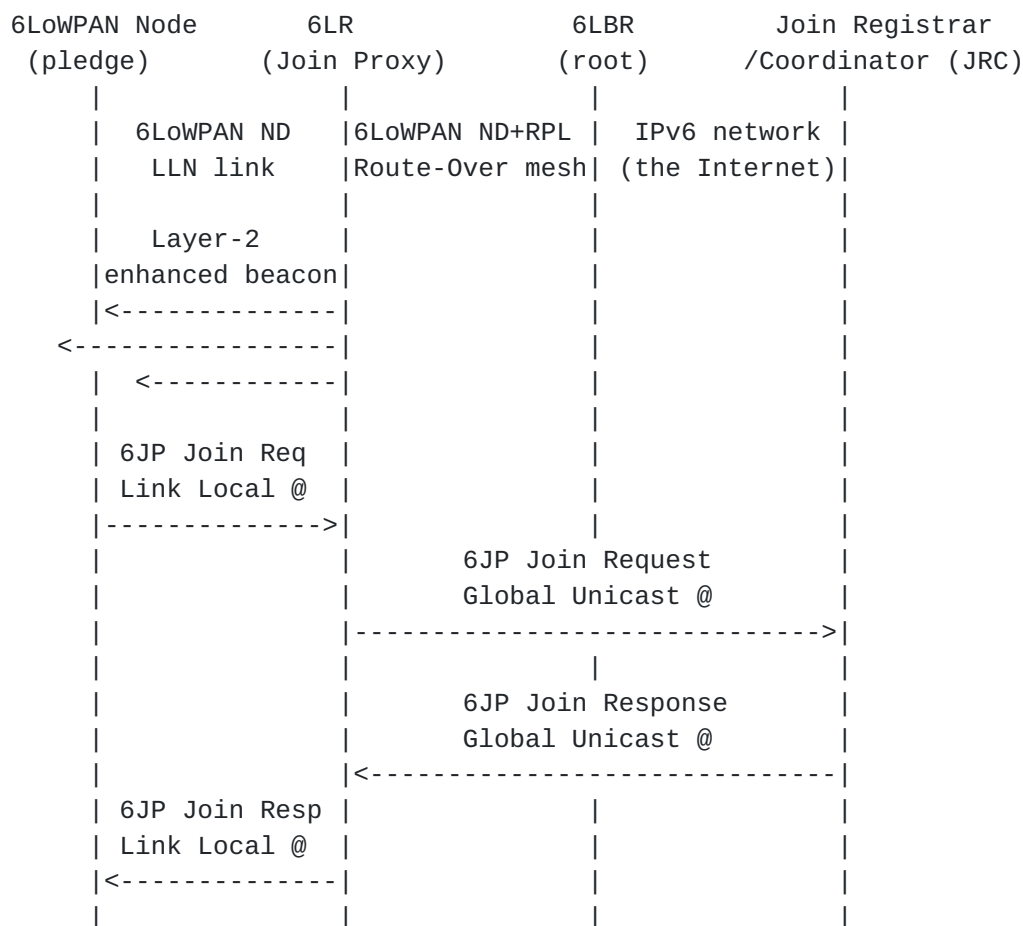 6LoWPAN Node       6LR              6LBR         Join Registrar
(pledge)       (Join Proxy)       (root)      /Coordinator (JRC)
6LoWPAN ND   |6LoWPAN ND+RPL |  IPv6 network |
LLN link    |Route-Over mesh| (the Internet)|
Layer-2
enhanced beacon
6JP Join Req
Link Local @
6JP Join Request
Global Unicast @
6JP Join Response
Global Unicast @
6JP Join Resp
Link Local @